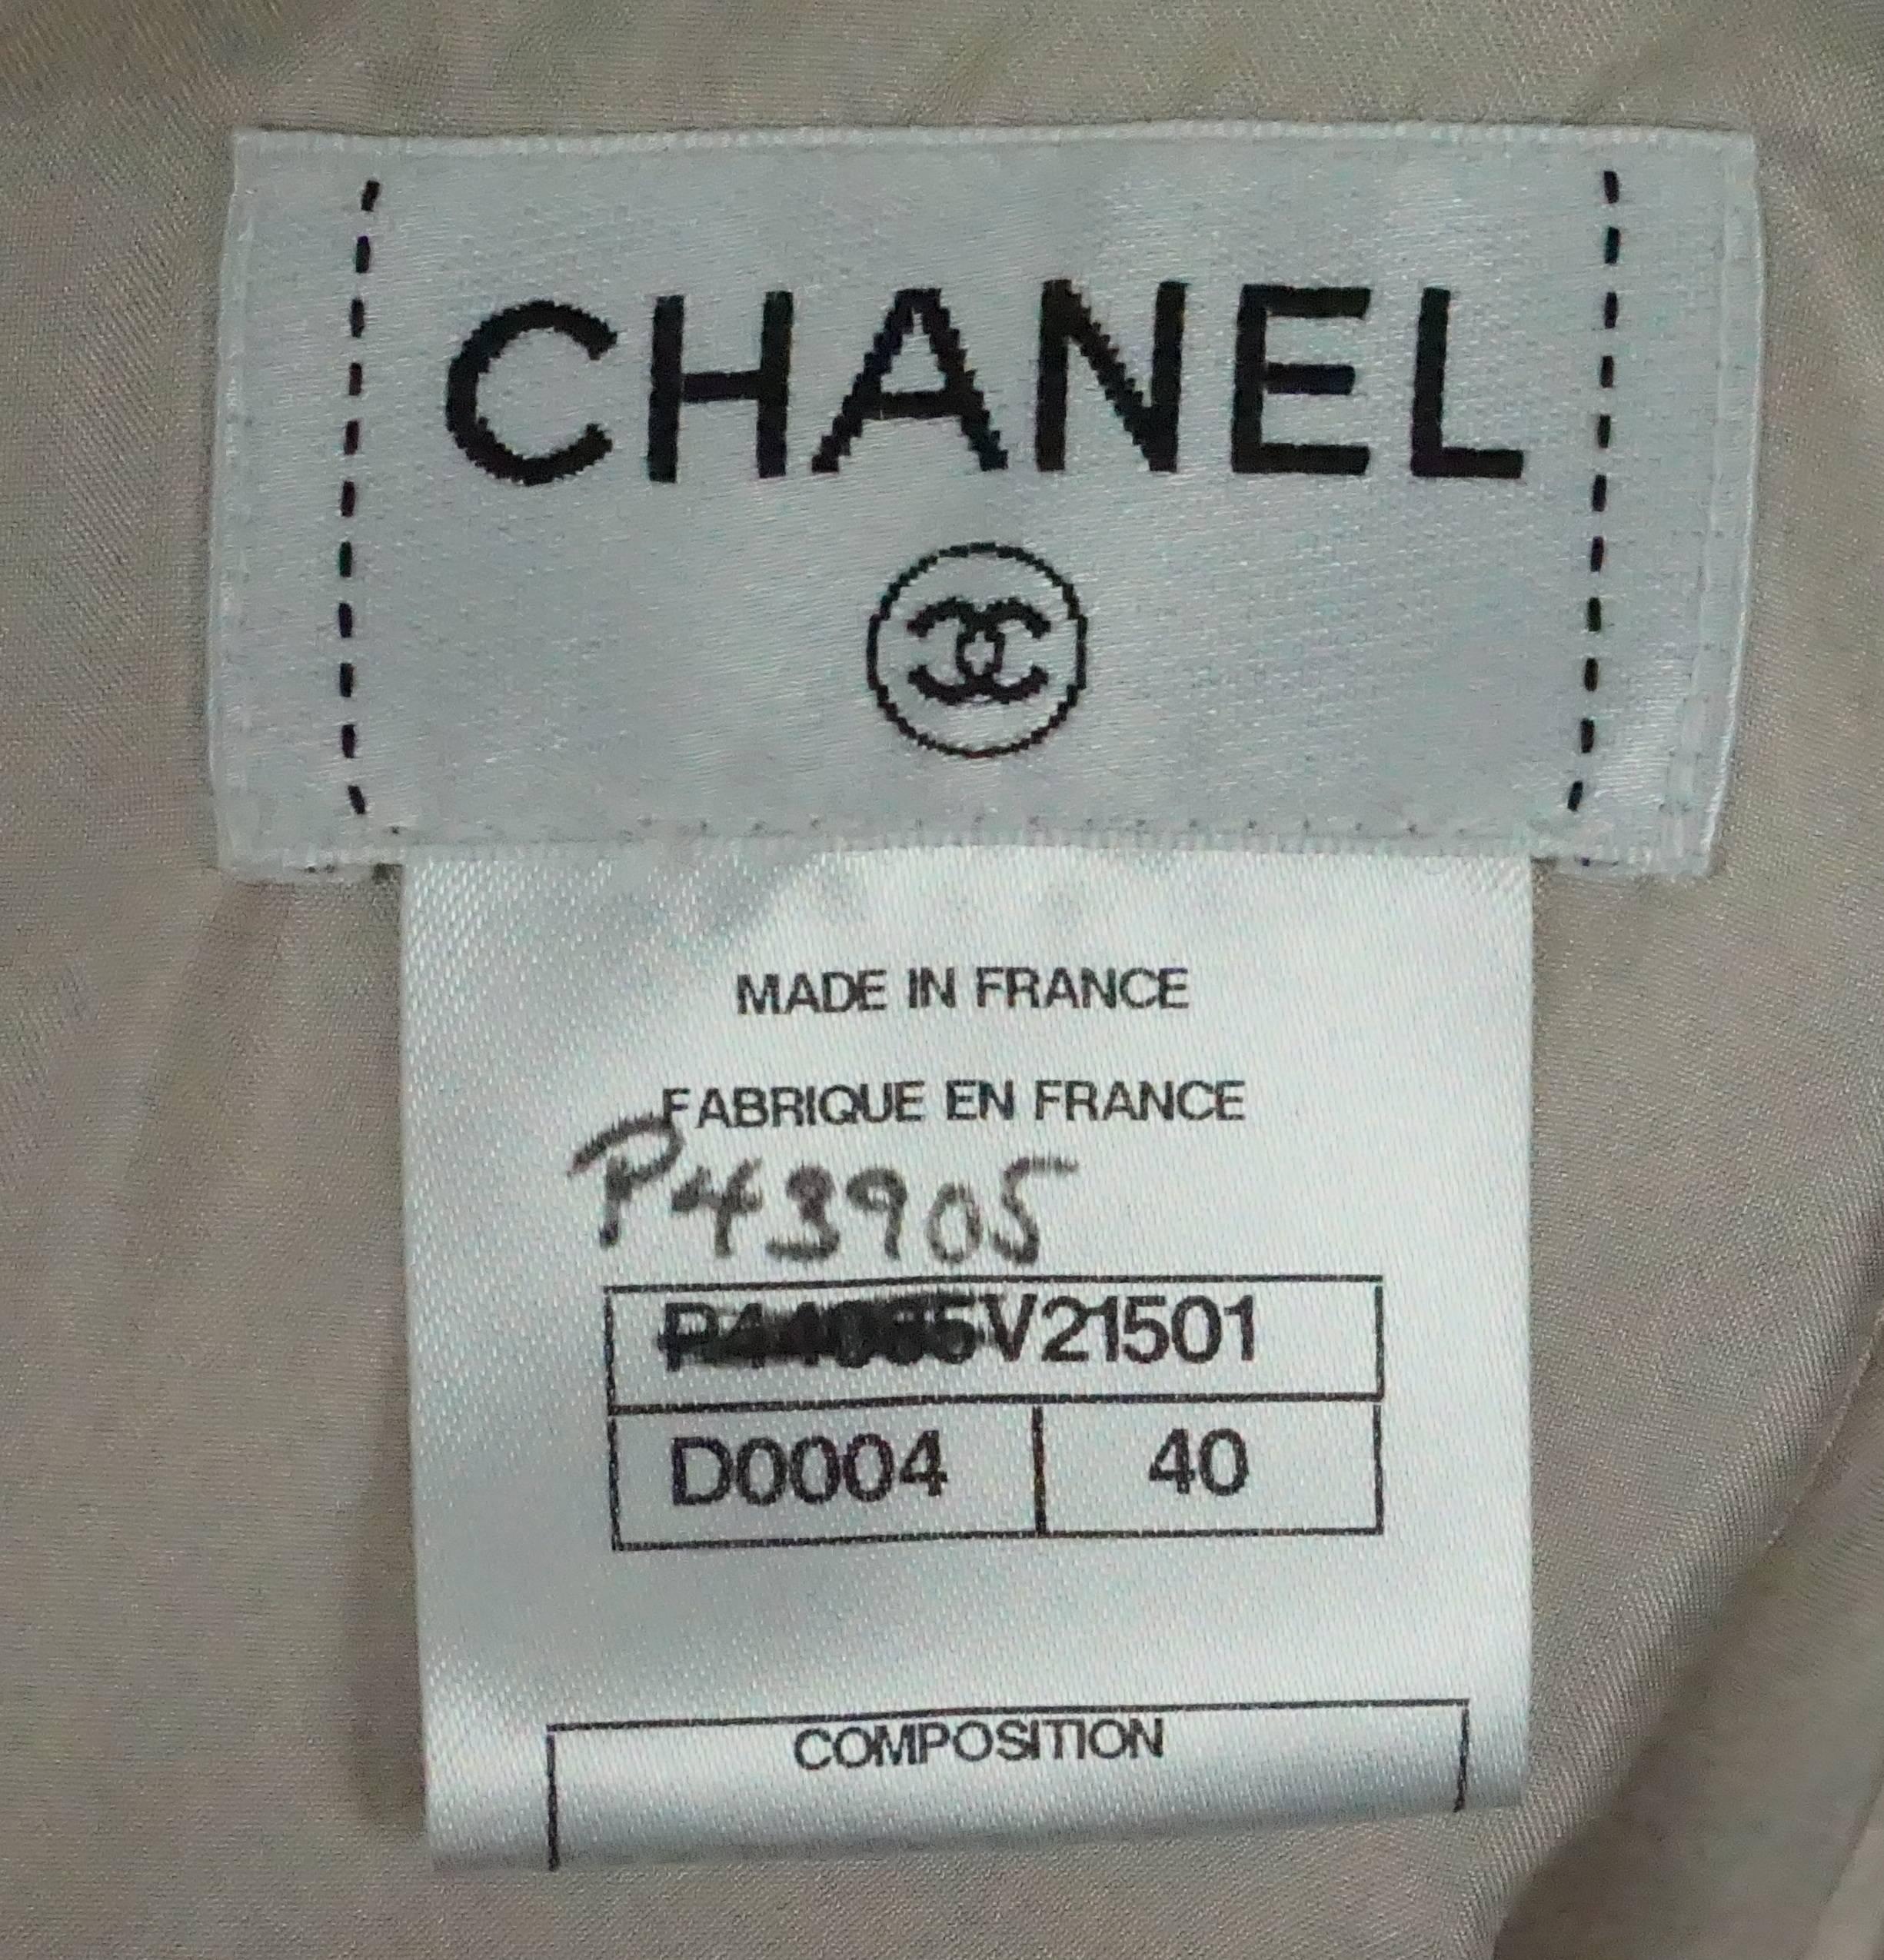 CHANEL
MADE IN FRANCE
FABRIQUE EN FRANCE
P43905
V21501
D0004 40
COMPOSITION